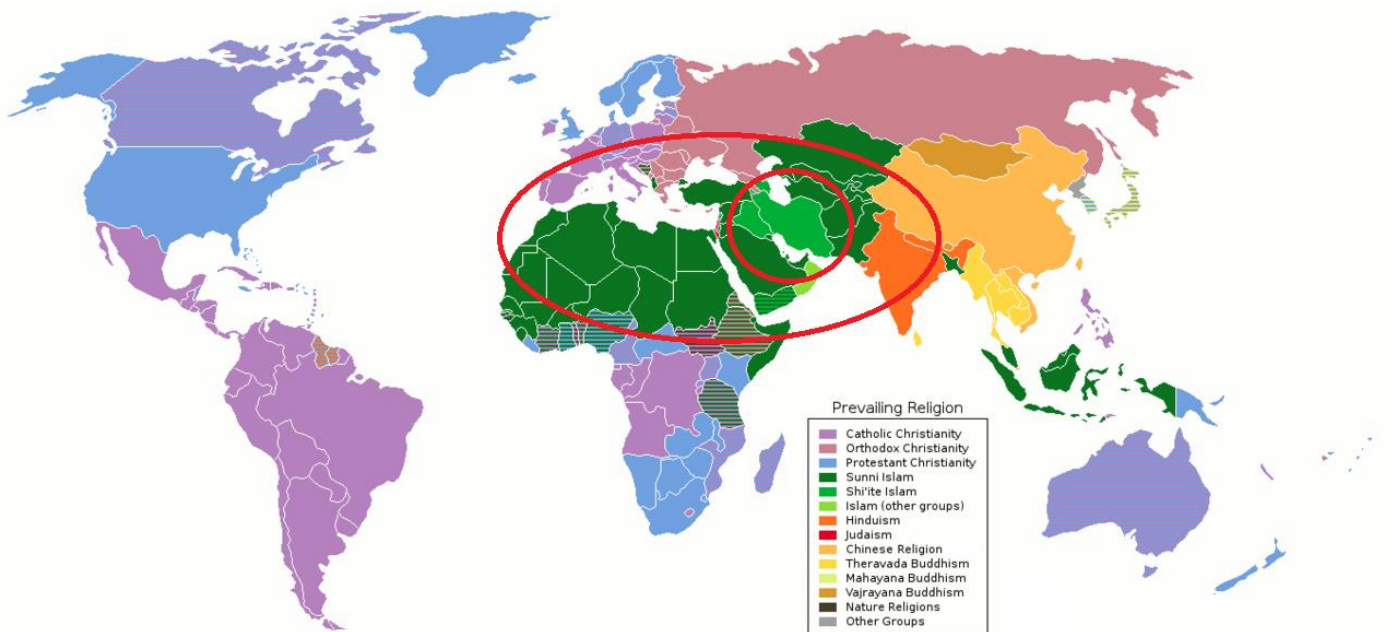 Prevailing Religion
Catholic Christianity
Orthodox Christianity
Protestant Christianity
Sunni Islam
Shi'ite Islam
Islam (other groups)
Hinduism
Judaism
Chinese Religion
Theravada Buddhism
Mahayana Buddhism
Vajrayana Buddhism
Nature Religions
Other Groups